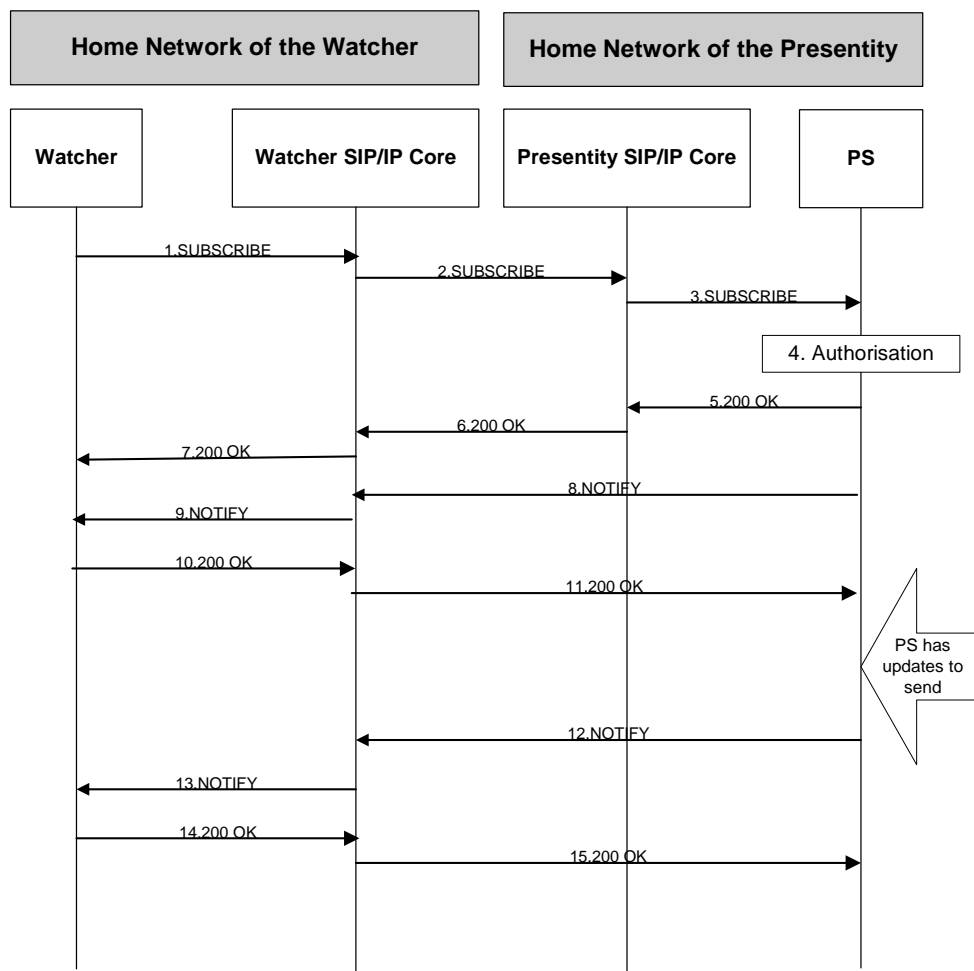 Home Network of the Watcher
Home Network of the Presentity
Watcher
Watcher SIP/IP Core
Presentity SIP/IP Core
PS
1.SUBSCRIBE
2.SUBSCRIBE
3.SUBSCRIBE
4. Authorisation
5.200 OK
6.200 OK
7.200 OK
8.NOTIFY
9.NOTIFY
10.200 OK
11.200 OK
PS has
updates to
send
12.NOTIFY
13.NOTIFY
14.200 OK
15.200 OK